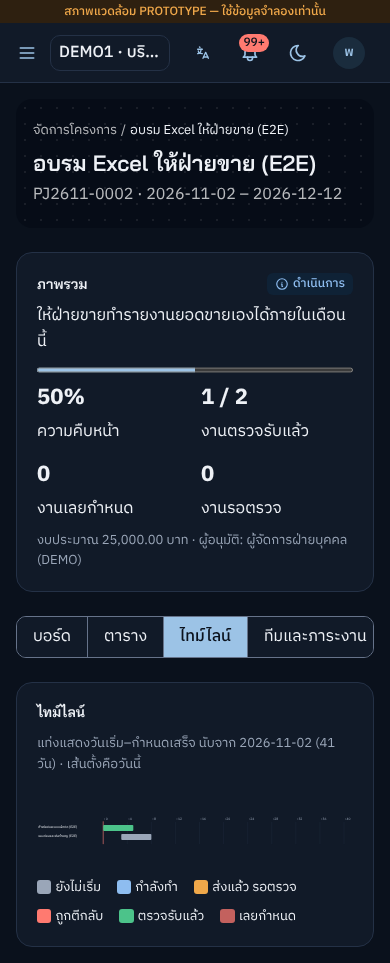 สภาพแวดล้อม PROTOTYPE — ใช้ข้อมูลจำลองเท่านั้น
DEMO1 · บริ...
99+
W
จัดการโครงการ / อบรม Excel ให้ฝ่ายขาย (E2E)
อบรม Excel ให้ฝ่ายขาย (E2E)
PJ2611-0002 · 2026-11-02 – 2026-12-12
ภาพรวม
ดำเนินการ
ให้ฝ่ายขายทำรายงานยอดขายเองได้ภายในเดือน
นี้
50%
1 / 2
ความคืบหน้า
งานตรวจรับแล้ว
0
0
งานเลยกำหนด
งานรอตรวจ
งบประมาณ 25,000.00 บาท · ผู้อนุมัติ: ผู้จัดการฝ่ายบุคคล
(DEMO)
บอร์ด
ตาราง
ไทม์ไลน์
ทีมและภาระงาน
ไทม์ไลน์
แท่งแสดงวันเริ่ม–กำหนดเสร็จ นับจาก 2026-11-02 (41
วัน) · เส้นตั้งคือวันนี้
ยังไม่เริ่ม
กำลังทำ
ส่งแล้ว รอตรวจ
ถูกตีกลับ
ตรวจรับแล้ว
เลยกำหนด